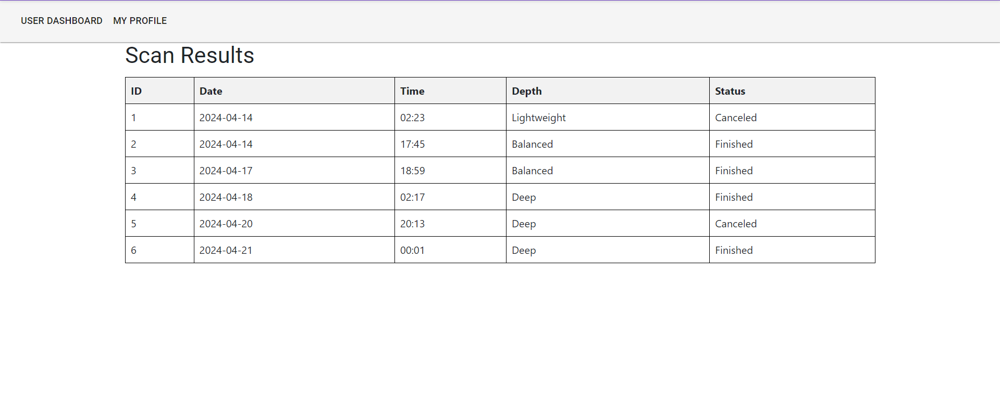 USER DASHBOARD MY PROFILE
Scan Results
ID Date Time Depth Status
1 2024-04-14 02:23 Lightweight Canceled
2 2024-04-14 17:45 Balanced Finished
3 2024-04-17 18:59 Balanced Finished
4 2024-04-18 02:17 Deep Finished
5 2024-04-20 20:13 Deep Canceled
6 2024-04-21 00:01 Deep Finished